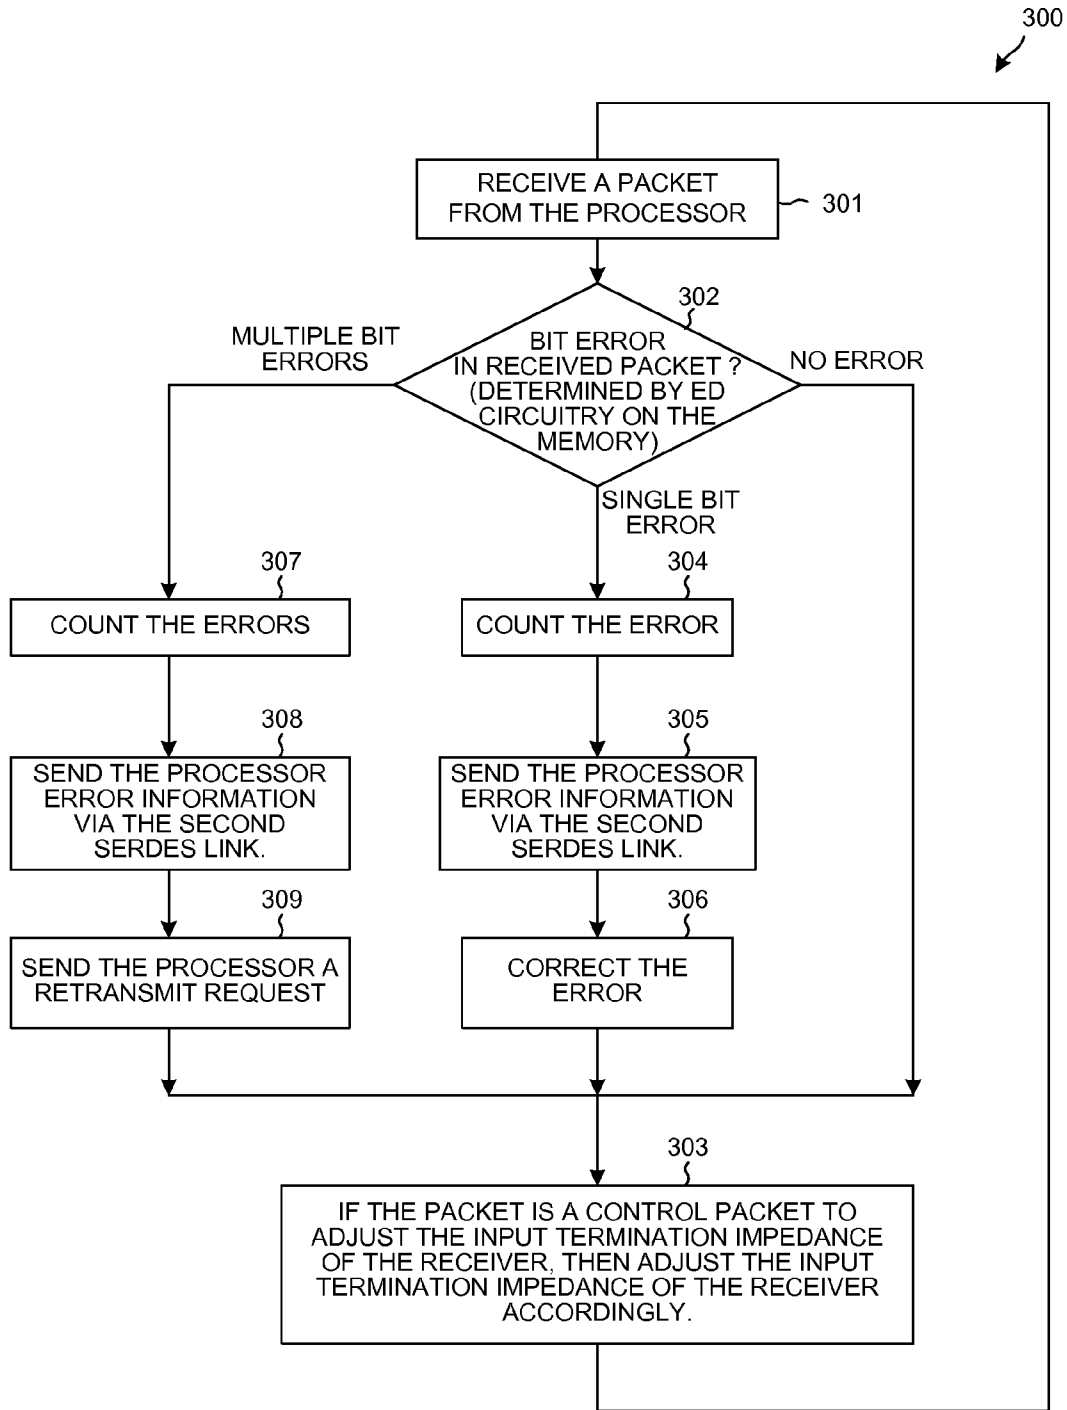 300
RECEIVE A PACKET
FROM THE PROCESSOR
301
302
MULTIPLE BIT
ERRORS
BIT ERROR
IN RECEIVED PACKET ?
(DETERMINED BY ED
CIRCUITRY ON THE
MEMORY)
NO ERROR
SINGLE BIT
ERROR
307
COUNT THE ERRORS
304
COUNT THE ERROR
308
SEND THE PROCESSOR
ERROR INFORMATION
VIA THE SECOND
SERDES LINK.
305
SEND THE PROCESSOR
ERROR INFORMATION
VIA THE SECOND
SERDES LINK.
309
SEND THE PROCESSOR A
RETRANSMIT REQUEST
306
CORRECT THE
ERROR
303
IF THE PACKET IS A CONTROL PACKET TO
ADJUST THE INPUT TERMINATION IMPEDANCE
OF THE RECEIVER, THEN ADJUST THE INPUT
TERMINATION IMPEDANCE OF THE RECEIVER
ACCORDINGLY.